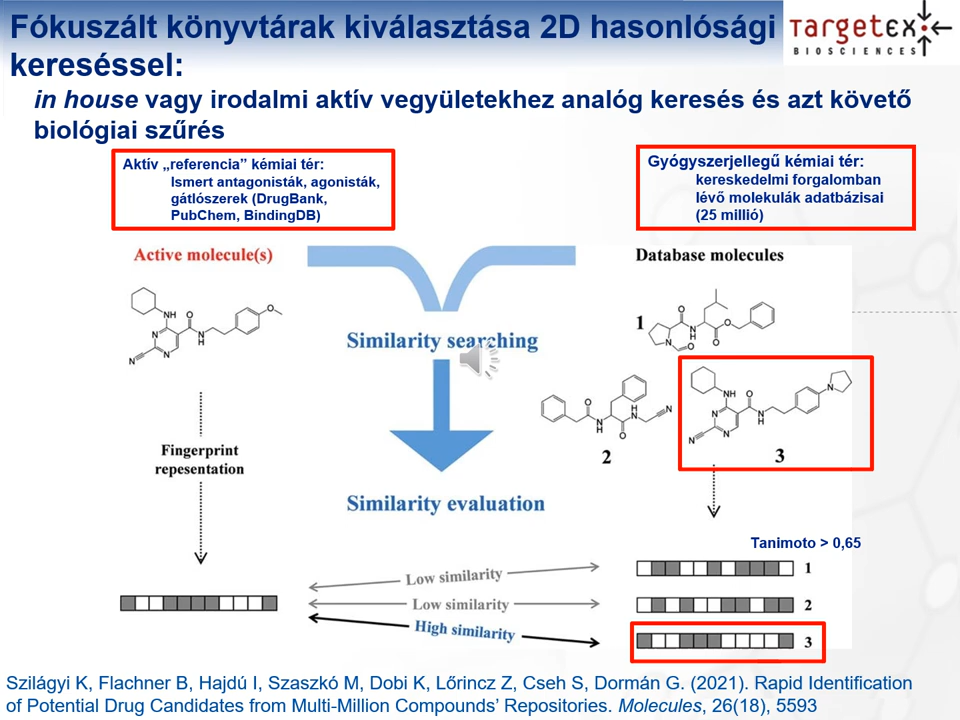 Fókuszált könyvtárak kiválasztása 2D hasonlósági
kereséssel:
TARGETEX
BIOSCIENCES
in house vagy irodalmi aktív vegyületekhez analóg keresés és azt követő
biológiai szűrés
Aktív „referencia” kémiai tér:
Ismert antagonisták, agonisták,
gátlószerek (DrugBank,
PubChem, BindingDB)
Gyógyszerjellegű kémiai tér:
kereskedelmi forgalomban
lévő molekulák adatbázisai
(25 millió)
Active molecule(s)
Database molecules
1
Similarity searching
2
3
Fingerprint
repesentation
Similarity evaluation
Tanimoto > 0,65
Low similarity
1
Low similarity
2
High similarity
3
Szilágyi K, Flachner B, Hajdú I, Szaszkó M, Dobi K, Lőrincz Z, Cseh S, Dormán G. (2021). Rapid Identification
of Potential Drug Candidates from Multi-Million Compounds’ Repositories. Molecules, 26(18), 5593